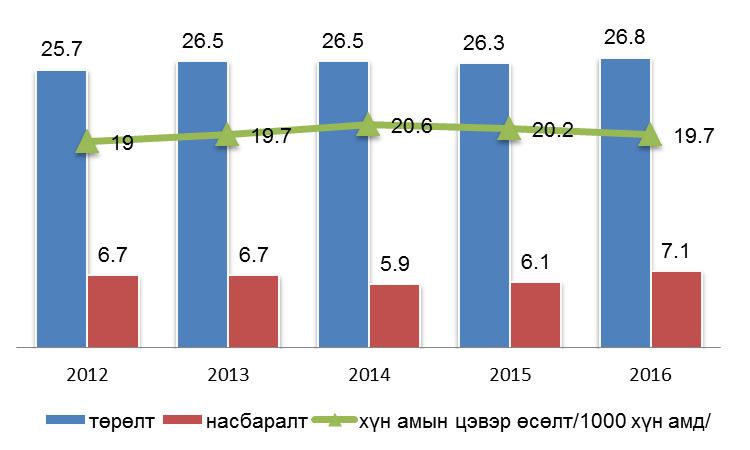 25.7 26.5 26.5 26.3 26.8
19 19.7 20.6 20.2 19.7
6.7 6.7 5.9 6.1 7.1
2012 2013 2014 2015 2016
төрөлт насбаралт хүн амын цэвэр өсөлт/1000 хүн амд/